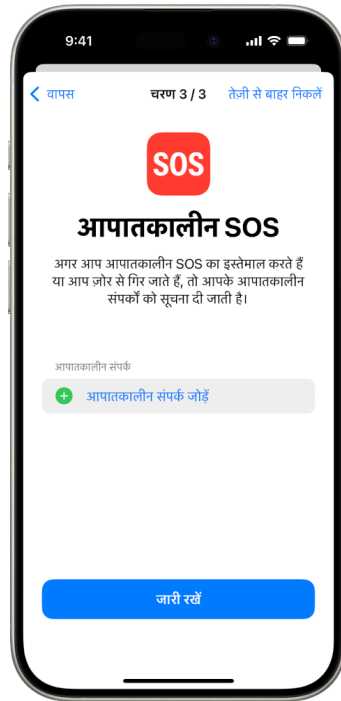 9:41
वापस
चरण 3 / 3
तेज़ी से बाहर निकलें
SOS
आपातकालीन SOS
अगर आप आपातकालीन SOS का इस्तेमाल करते हैं
या आप ज़ोर से गिर जाते हैं, तो आपके आपातकालीन
संपर्कों को सूचना दी जाती है।
आपातकालीन संपर्क
आपातकालीन संपर्क जोड़ें
जारी रखें